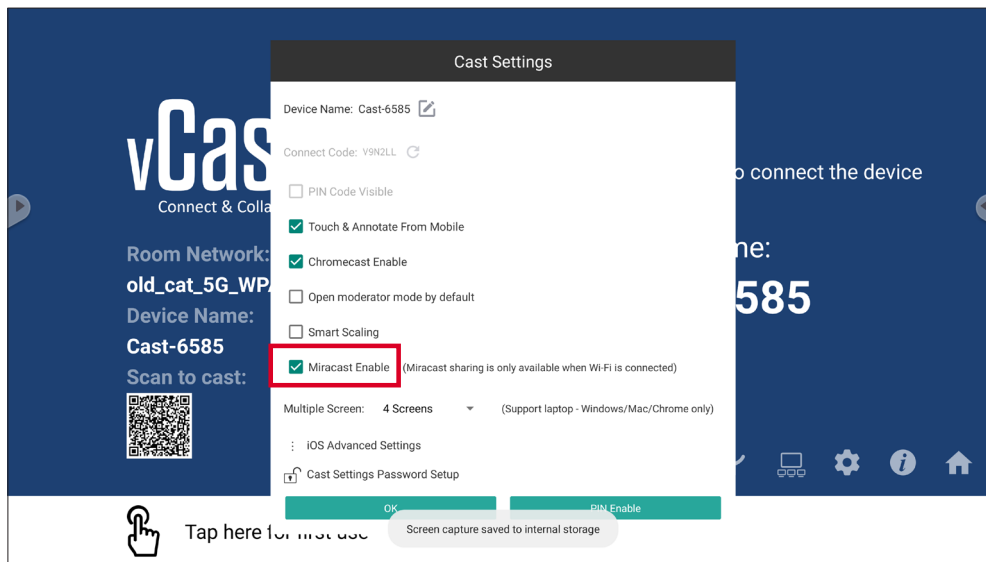 Cast Settings
Device Name: Cast-6585
Connect Code: V9N2LL
PIN Code Visible
Touch & Annotate From Mobile
Chromecast Enable
Open moderator mode by default
Smart Scaling
Miracast Enable (Miracast sharing is only available when Wi-Fi is connected)
Multiple Screen: 4 Screens (Support laptop - Windows/Mac/Chrome only)
iOS Advanced Settings
Cast Settings Password Setup
OK PIN Enable
Screen capture saved to internal storage
vCas
Connect & Colla
Room Network:
old_cat_5G_WPA
Device Name:
Cast-6585
Scan to cast:
o connect the device
me:
585
Tap here for first use